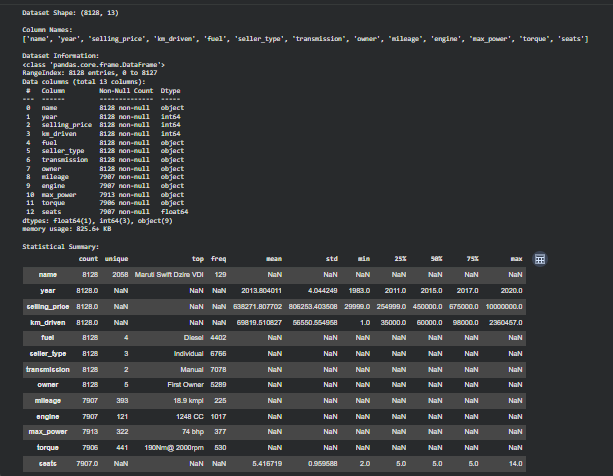 Dataset Shape: (8128, 13)
Column Names:
['name', 'year', 'selling_price', 'km_driven', 'fuel', 'seller_type', 'transmission', 'owner', 'mileage', 'engine', 'max_power', 'torque', 'seats']
Dataset Information:
<class 'pandas.core.frame.DataFrame'>
RangeIndex: 8128 entries, 0 to 8127
Data columns (total 13 columns):
# Column Non-Null Count Dtype
--- ------ -------------- -----
0 name 8128 non-null object
1 year 8128 non-null int64
2 selling_price 8128 non-null int64
3 km_driven 8128 non-null int64
4 fuel 8128 non-null object
5 seller_type 8128 non-null object
6 transmission 8128 non-null object
7 owner 8128 non-null object
8 mileage 7907 non-null object
9 engine 7907 non-null object
10 max_power 7913 non-null object
11 torque 7906 non-null object
12 seats 7907 non-null float64
dtypes: float64(1), int64(3), object(9)
memory usage: 825.6+ KB
Statistical Summary:
count unique top freq mean std min 25% 50% 75% max
name 8128 2058 Maruti Swift Dzire VDI 129 NaN NaN NaN NaN NaN NaN NaN
year 8128.0 NaN NaN NaN 2013.804011 4.044249 1983.0 2011.0 2015.0 2017.0 2020.0
selling_price 8128.0 NaN NaN NaN 638271.807702 806253.403508 29999.0 254999.0 450000.0 675000.0 10000000.0
km_driven 8128.0 NaN NaN NaN 69819.510827 56550.554958 1.0 35000.0 60000.0 98000.0 2360457.0
fuel 8128 4 Diesel 4402 NaN NaN NaN NaN NaN NaN NaN
seller_type 8128 3 Individual 6766 NaN NaN NaN NaN NaN NaN NaN
transmission 8128 2 Manual 7078 NaN NaN NaN NaN NaN NaN NaN
owner 8128 5 First Owner 5289 NaN NaN NaN NaN NaN NaN NaN
mileage 7907 393 18.9 kmpl 225 NaN NaN NaN NaN NaN NaN NaN
engine 7907 121 1248 CC 1017 NaN NaN NaN NaN NaN NaN NaN
max_power 7913 322 74 bhp 377 NaN NaN NaN NaN NaN NaN NaN
torque 7906 441 190Nm@ 2000rpm 530 NaN NaN NaN NaN NaN NaN NaN
seats 7907.0 NaN NaN NaN 5.416719 0.959588 2.0 5.0 5.0 5.0 14.0